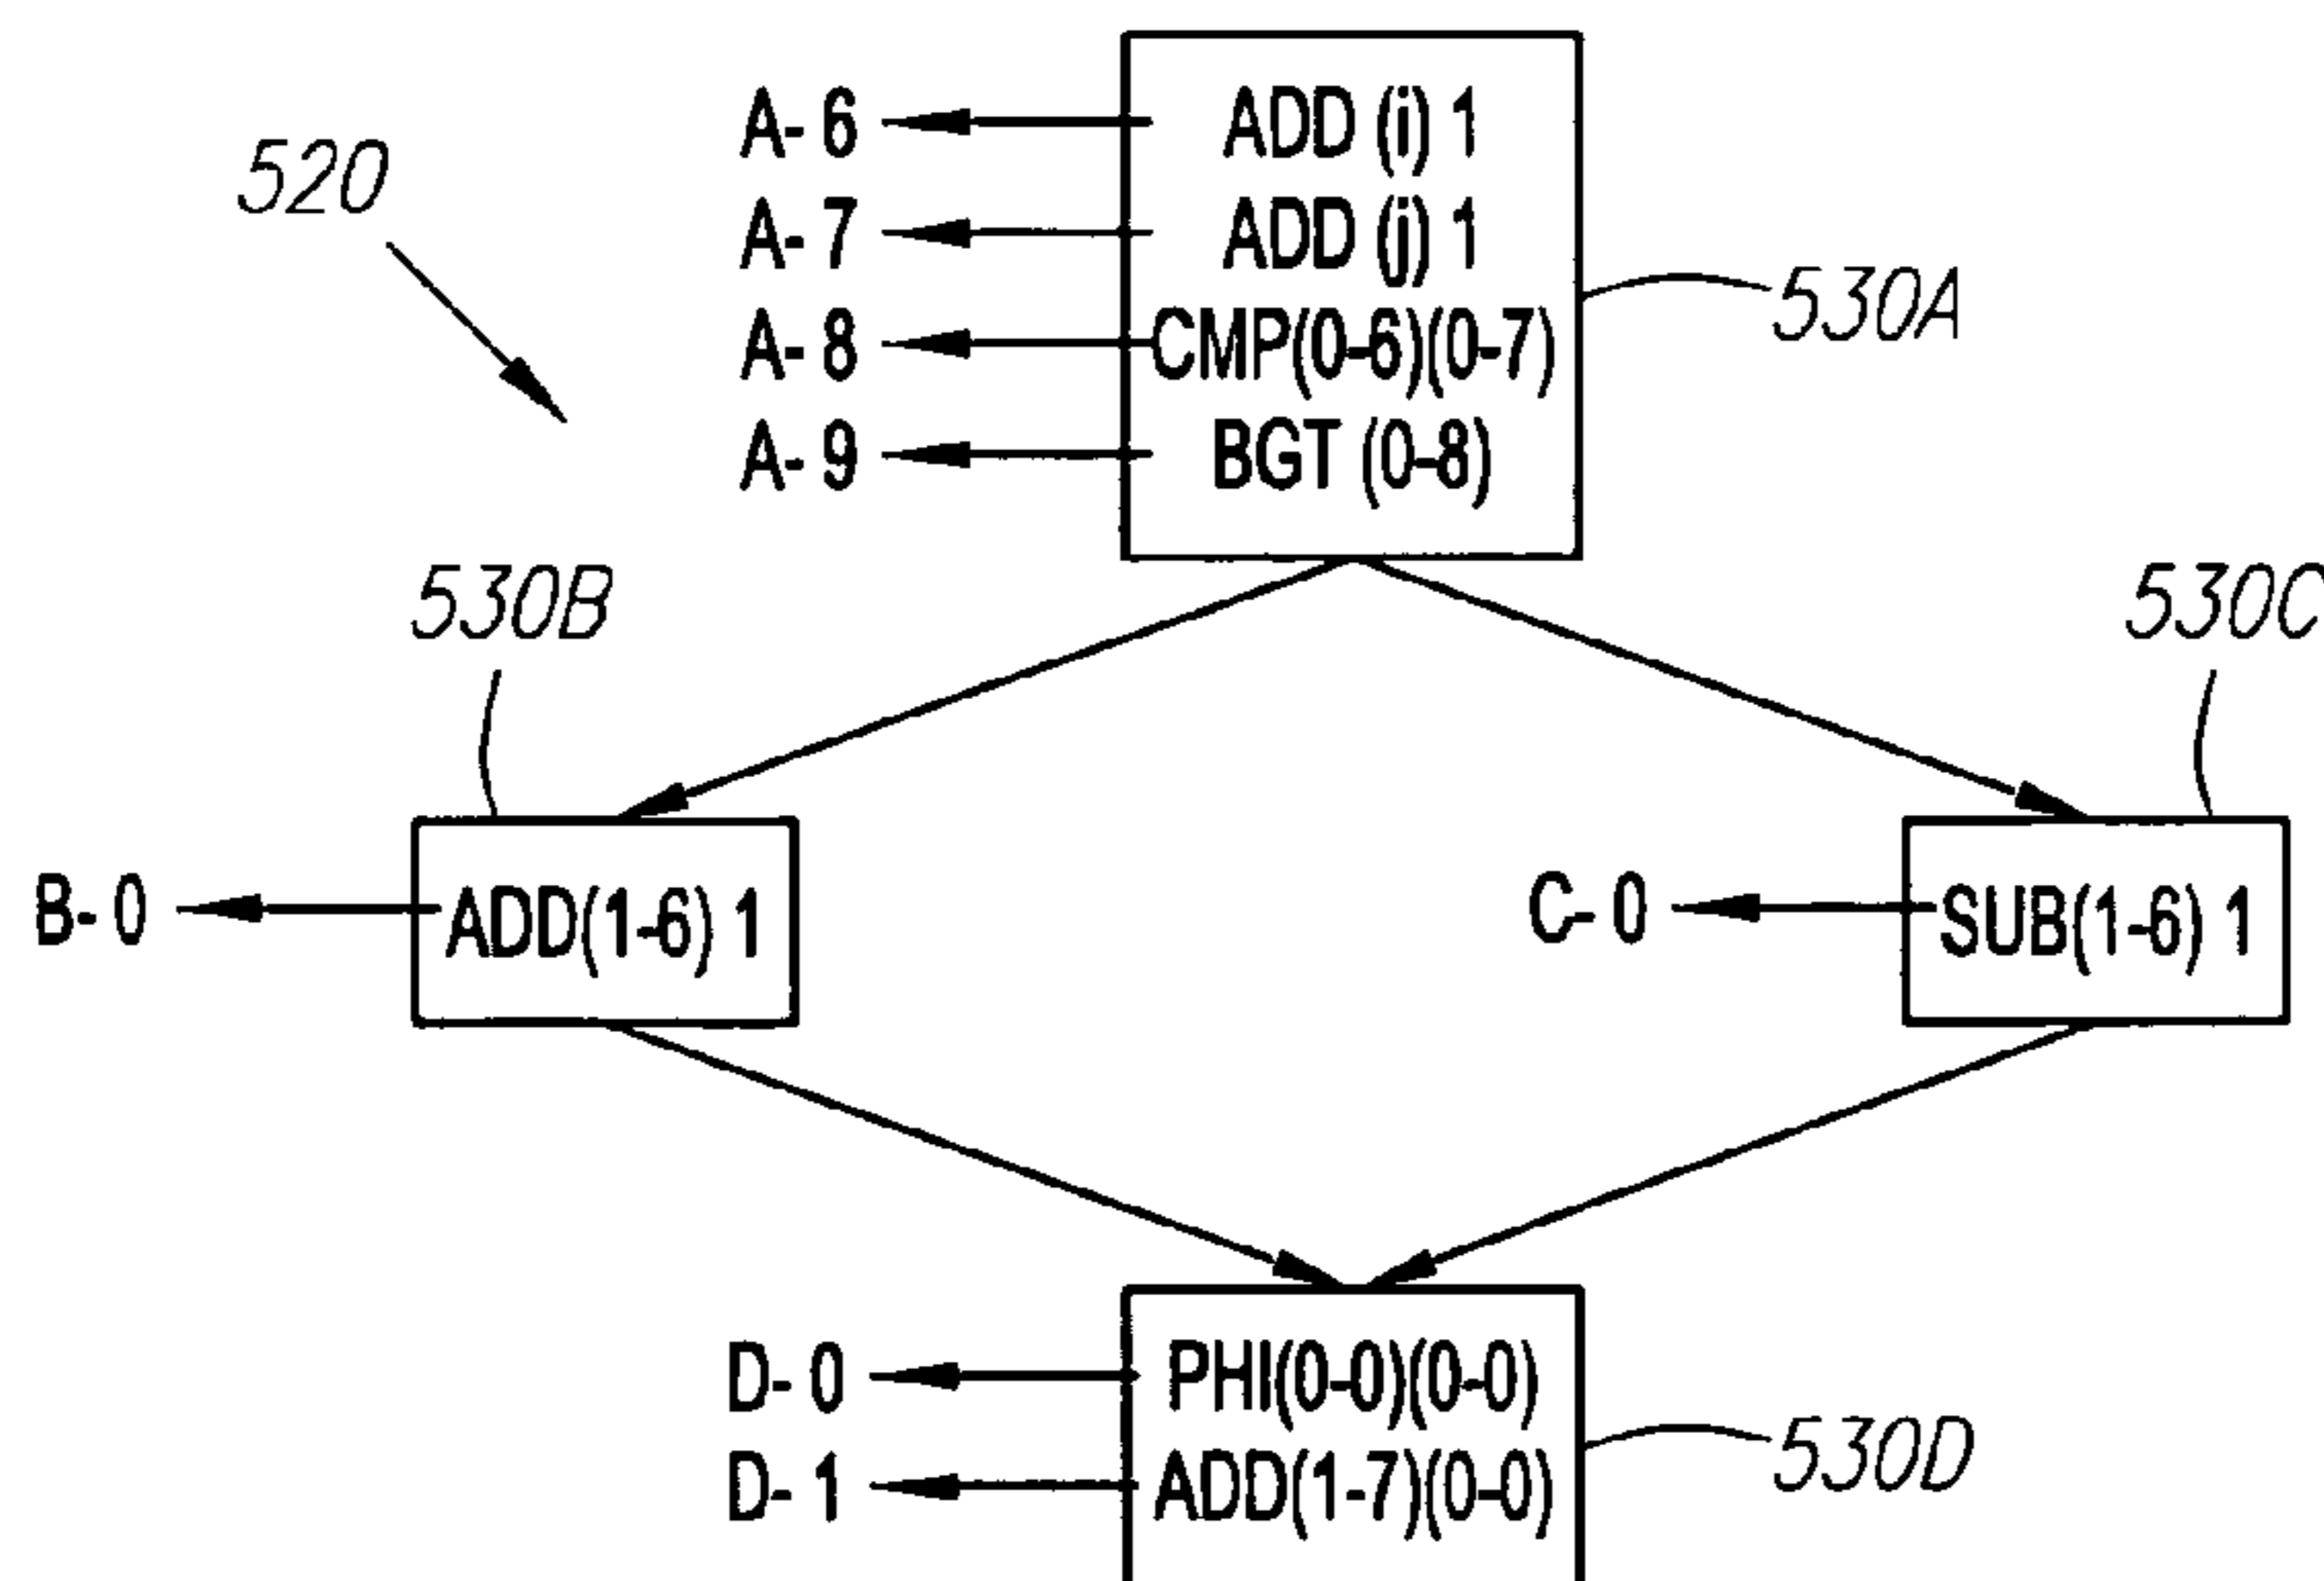 520
A- 6 ADD (i) 1
A- 7 ADD (j) 1
A- 8 CMP(0-6)(0-7)
A- 9 BGT (0-8)
530A
530B
530C
B- 0 ADD(1-6) 1
C- 0 SUB(1-6) 1
D- 0 PHI(0-0)(0-0)
D- 1 ADD(1-7)(0-0)
530D